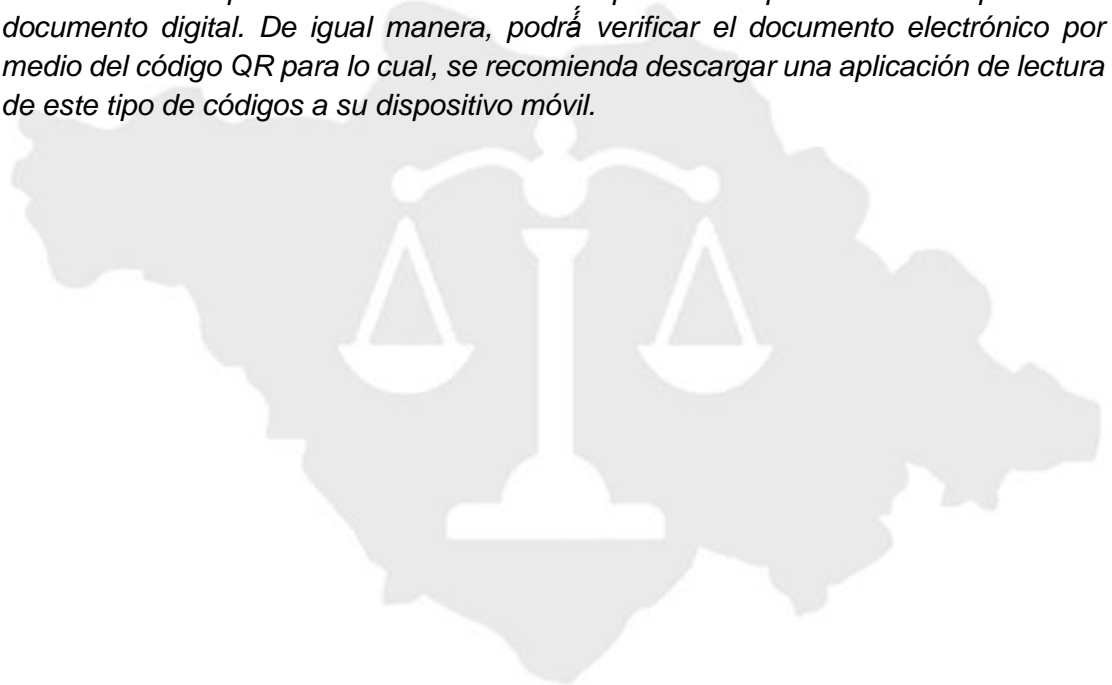 documento digital. De igual manera, podrá́ verificar el documento electrónico por
medio del código QR para lo cual, se recomienda descargar una aplicación de lectura
de este tipo de códigos a su dispositivo móvil.